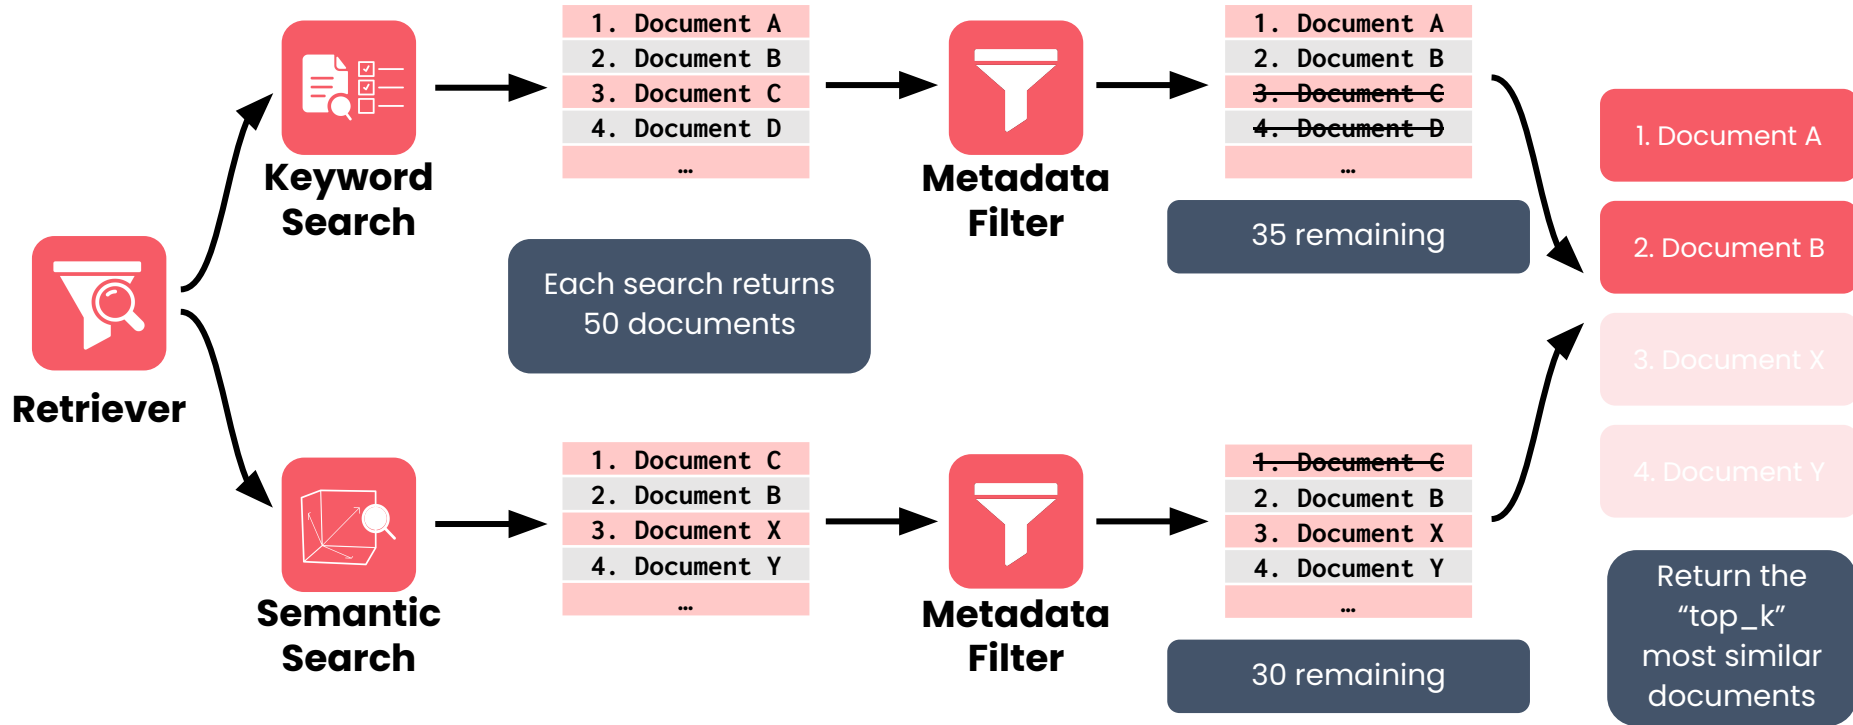 Retriever
Keyword
Search
1. Document A
2. Document B
3. Document C
4. Document D
…
Metadata
Filter
1. Document A
2. Document B
3. Document C
4. Document D
…
35 remaining
Each search returns
50 documents
Semantic
Search
1. Document C
2. Document B
3. Document X
4. Document Y
…
Metadata
Filter
1. Document C
2. Document B
3. Document X
4. Document Y
…
30 remaining
1. Document A
2. Document B
3. Document X
4. Document Y
Return the
“top_k”
most similar
documents